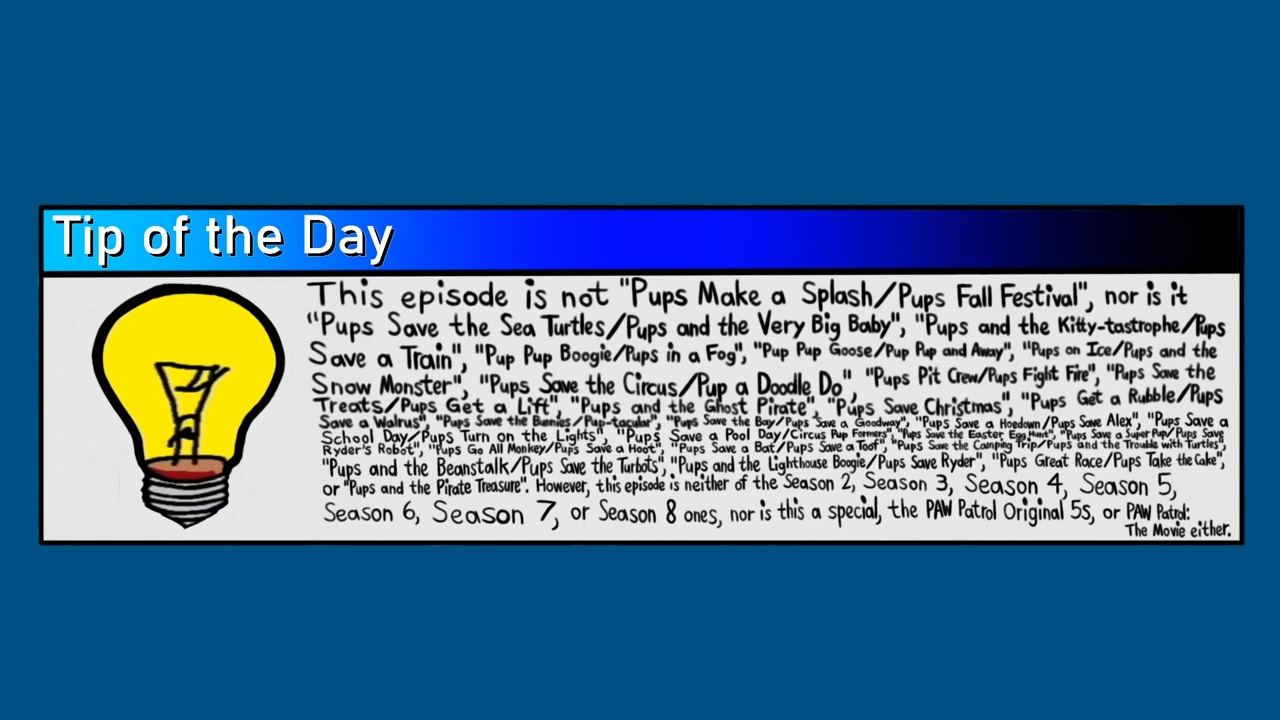 Tip of the Day
This episode is not "Pups Make a Splash/Pups Fall Festival", nor is it
"Pups Save the Sea Turtles/Pups and the Very Big Baby", "Pups and the Kitty-tastrophe/Pups
Save a Train", "Pup Pup Boogie/Pups in a Fog", "Pup Pup Goose/Pup Pup and Away", "Pups on Ice/Pups and the
Snow Monster", "Pups Save the Circus/Pup a Doodle Do", "Pups Pit Crew/Pups Fight Fire", "Pups Save the
Treats/Pups Get a Lift", "Pups and the Ghost Pirate", "Pups Save Christmas", "Pups Get a Rubble/Pups
Save a Walrus", "Pups Save the Bunnies/Pup-tacular", "Pups Save the Bay/Pups Save a Goodway", "Pups Save a Hoedown/Pups Save Alex", "Pups Save a
School Day/Pups Turn on the Lights", "Pups Save a Pool Day/Circus Pup Formers", "Pups Save the Easter Egg Hunt", "Pups Save a Super Pup/Pups Save
Ryder's Robot", "Pups Go All Monkey/Pups Save a Hoot", "Pups Save a Bat/Pups Save a Toof", "Pups Save the Camping Trip/Pups and the Trouble with Turtles",
"Pups and the Beanstalk/Pups Save the Turbots", "Pups and the Lighthouse Boogie/Pups Save Ryder", "Pups Great Race/Pups Take the Cake",
or "Pups and the Pirate Treasure". However, this episode is neither of the Season 2, Season 3, Season 4, Season 5,
Season 6, Season 7, or Season 8 ones, nor is this a special, the PAW Patrol Original 5s, or PAW Patrol:
The Movie either.